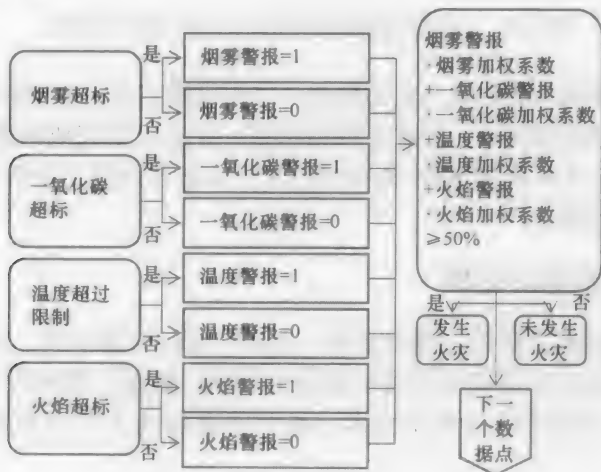 烟雾超标
是
否
烟雾警报=1
烟雾警报=0
一氧化碳
超标
是
否
一氧化碳警报=1
一氧化碳警报=0
温度超过
限制
是
否
温度警报=1
温度警报=0
火焰超标
是
否
火焰警报=1
火焰警报=0
烟雾警报
·烟雾加权系数
+一氧化碳警报
·一氧化碳加权系数
+温度警报
·温度加权系数
+火焰警报
·火焰加权系数
≥50%
是
否
发生
火灾
未发生
火灾
下一
个数
据点